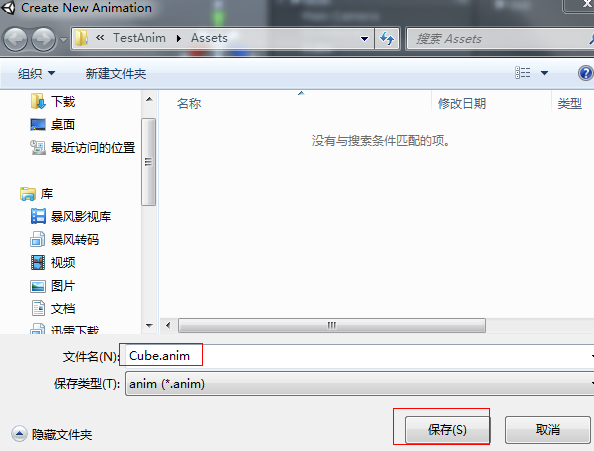 Create New Animation
Main Camera
« TestAnim Assets
搜索 Assets
组织 新建文件夹
下载
桌面
最近访问的位置
库
暴风影视库
暴风转码
视频
图片
文档
迅雷下载
名称 修改日期 类型
没有与搜索条件匹配的项。
文件名(N): Cube.anim
保存类型(T): anim (*.anim)
隐藏文件夹 保存(S) 取消